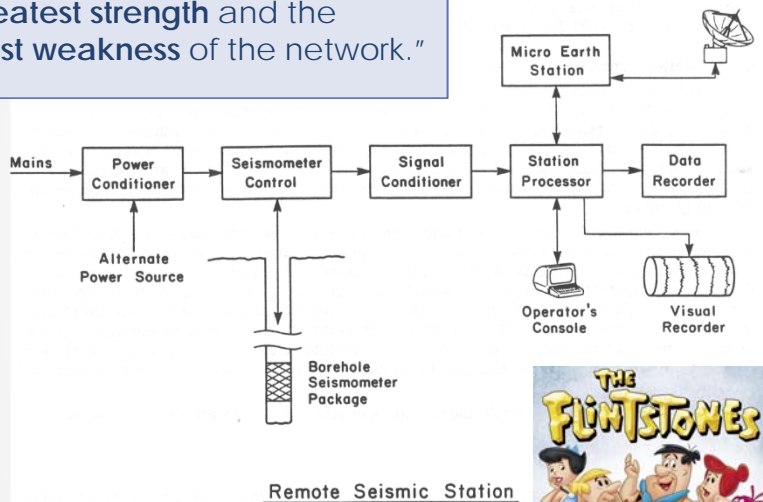 eatest strength and the
st weakness of the network."
Micro Earth
Station
Mains
Power
Conditioner
Seismometer
Control
Signal
Conditioner
Station
Processor
Data
Recorder
Alternate
Power Source
Operator's
Console
Visual
Recorder
Borehole
Seismometer
Package
THE
FLINTSTONES
Remote Seismic Station